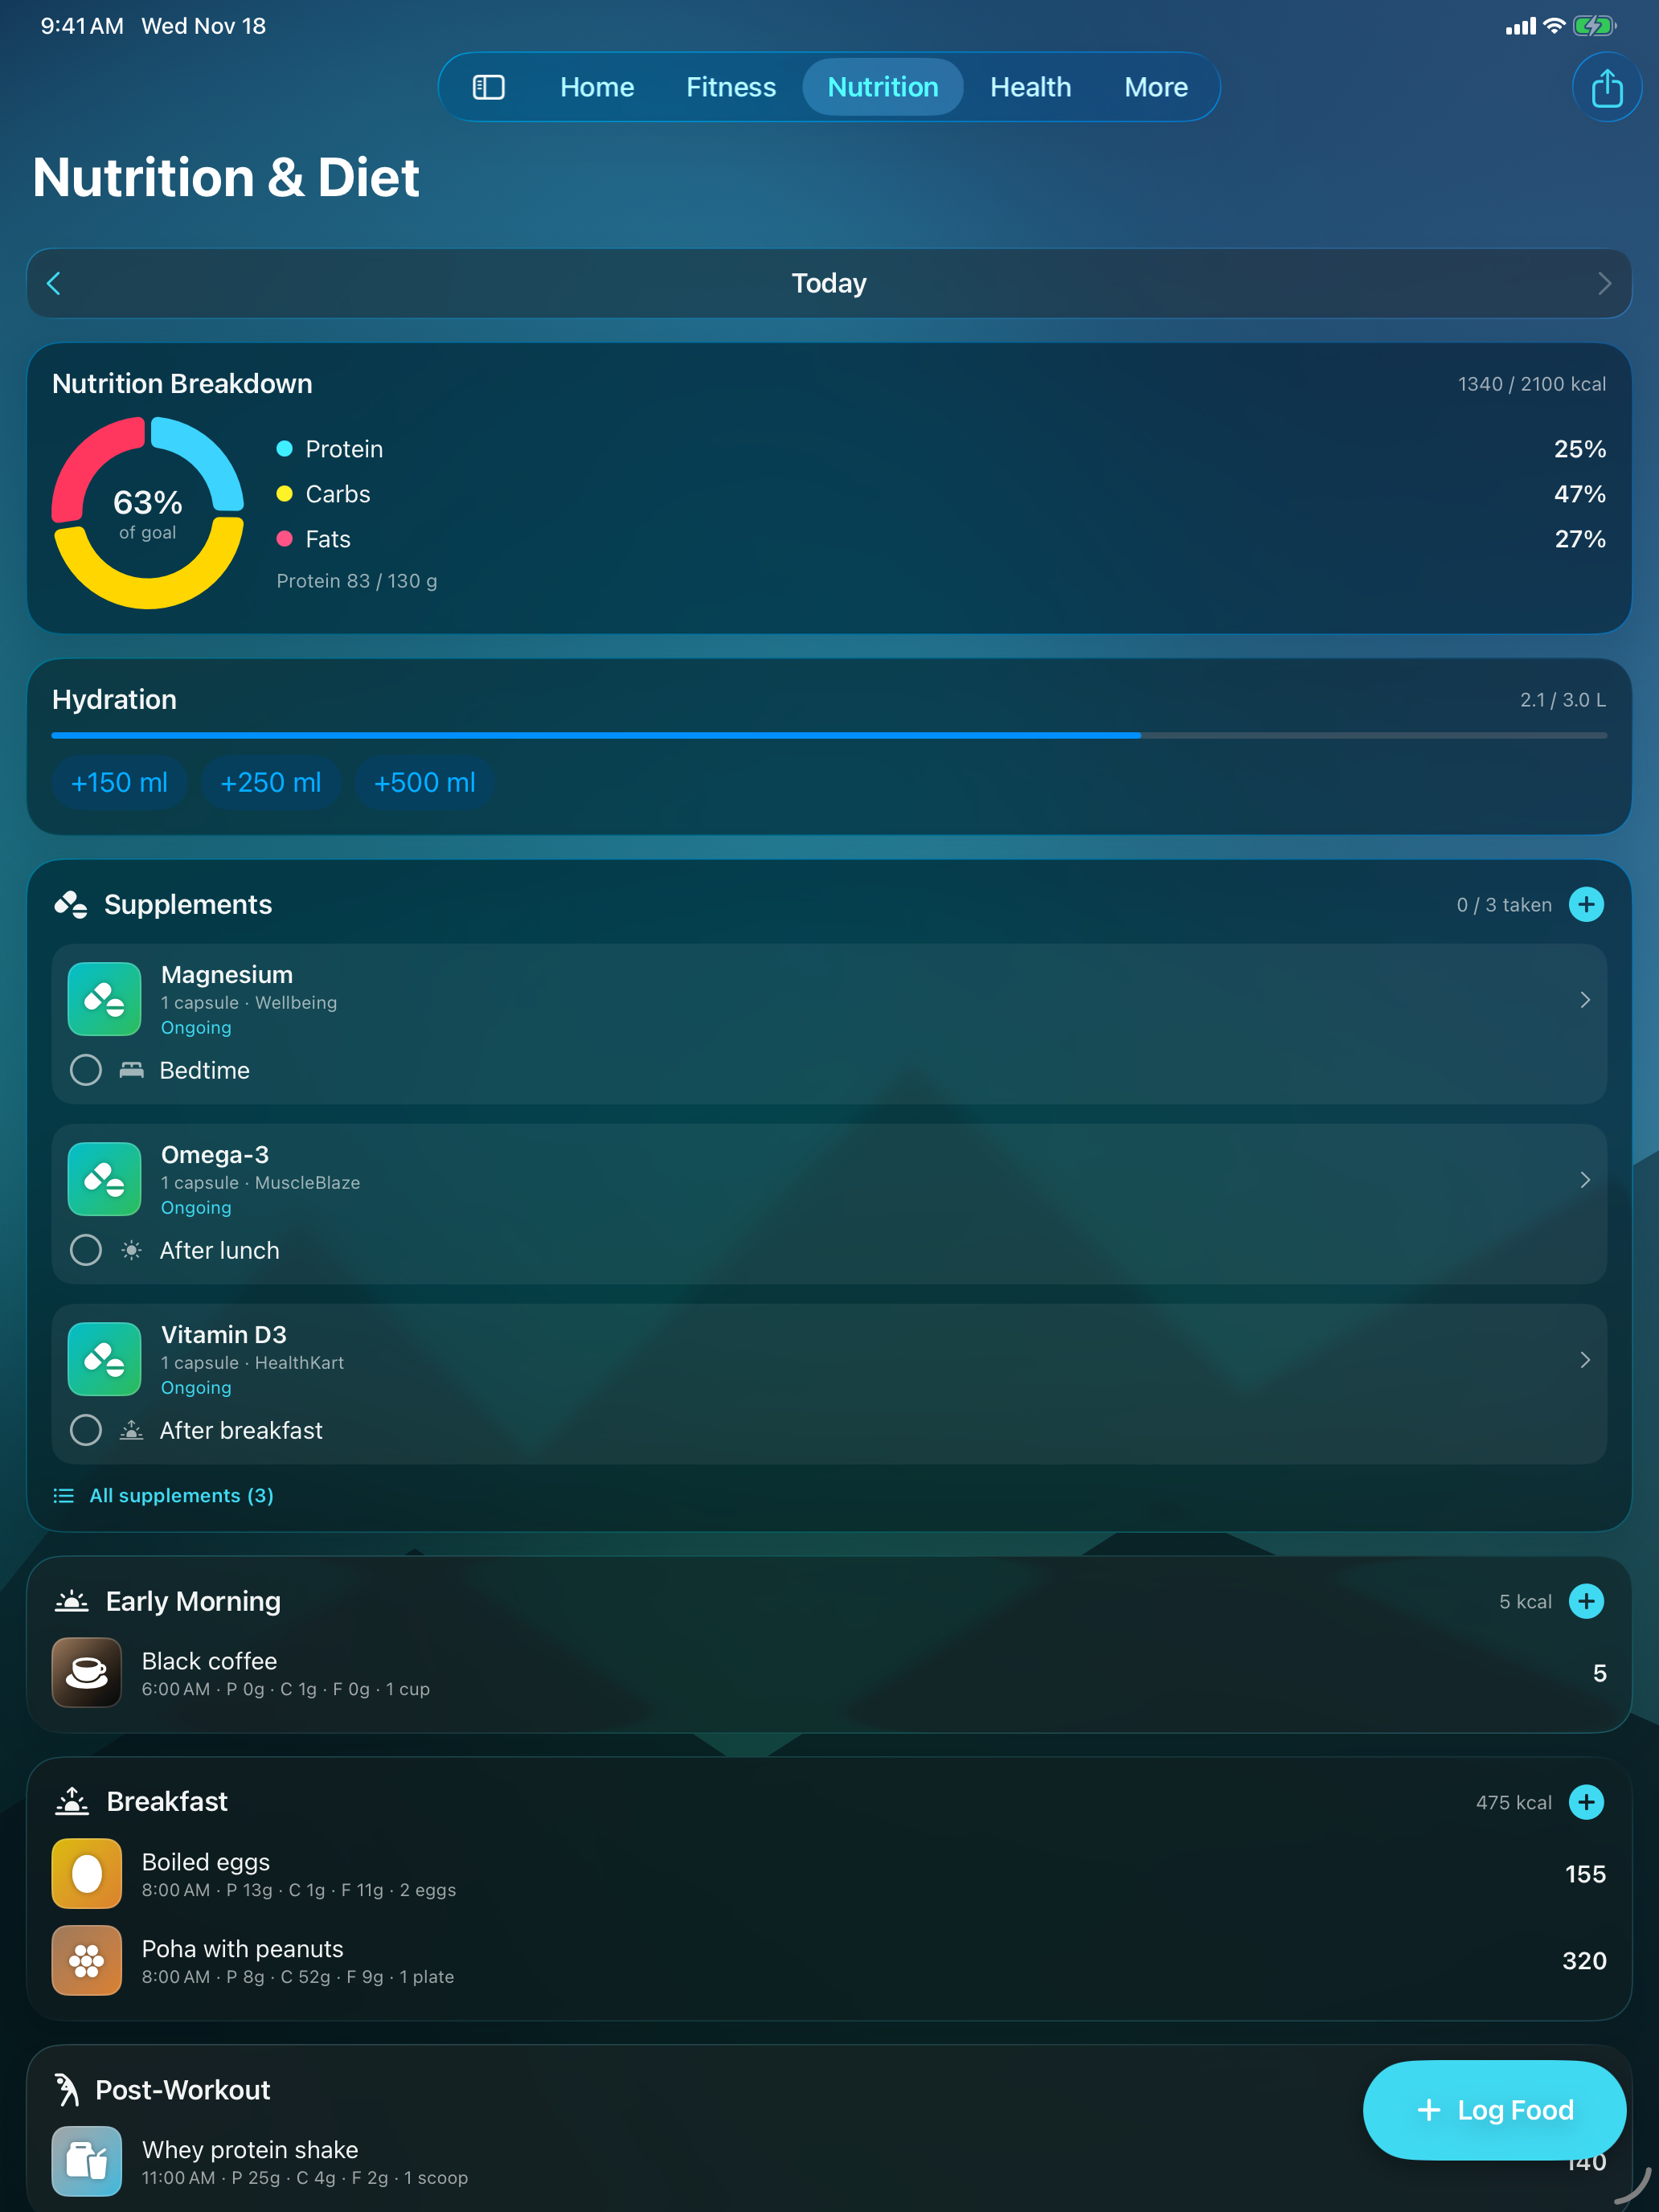 9:41 AM Wed Nov 18
Home Fitness Nutrition Health More
Nutrition & Diet
Today
Nutrition Breakdown 1340 / 2100 kcal
63%
of goal
Protein 25%
Carbs 47%
Fats 27%
Protein 83 / 130 g
Hydration 2.1 / 3.0 L
+150 ml +250 ml +500 ml
Supplements 0 / 3 taken
Magnesium
1 capsule · Wellbeing
Ongoing
Bedtime
Omega-3
1 capsule · MuscleBlaze
Ongoing
After lunch
Vitamin D3
1 capsule · HealthKart
Ongoing
After breakfast
All supplements (3)
Early Morning 5 kcal
Black coffee 5
6:00 AM · P 0g · C 1g · F 0g · 1 cup
Breakfast 475 kcal
Boiled eggs 155
8:00 AM · P 13g · C 1g · F 11g · 2 eggs
Poha with peanuts 320
8:00 AM · P 8g · C 52g · F 9g · 1 plate
Post-Workout
Log Food
Whey protein shake 140
11:00 AM · P 25g · C 4g · F 2g · 1 scoop